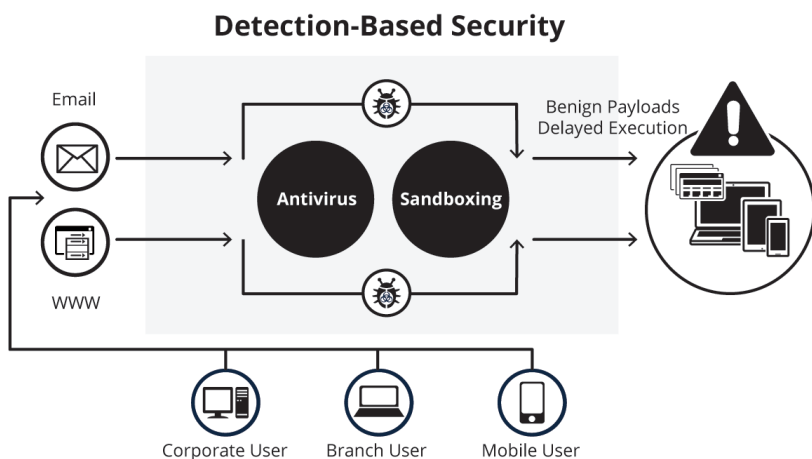 Detection-Based Security
Email
WWW
Antivirus
Sandboxing
Benign Payloads
Delayed Execution
Corporate User
Branch User
Mobile User